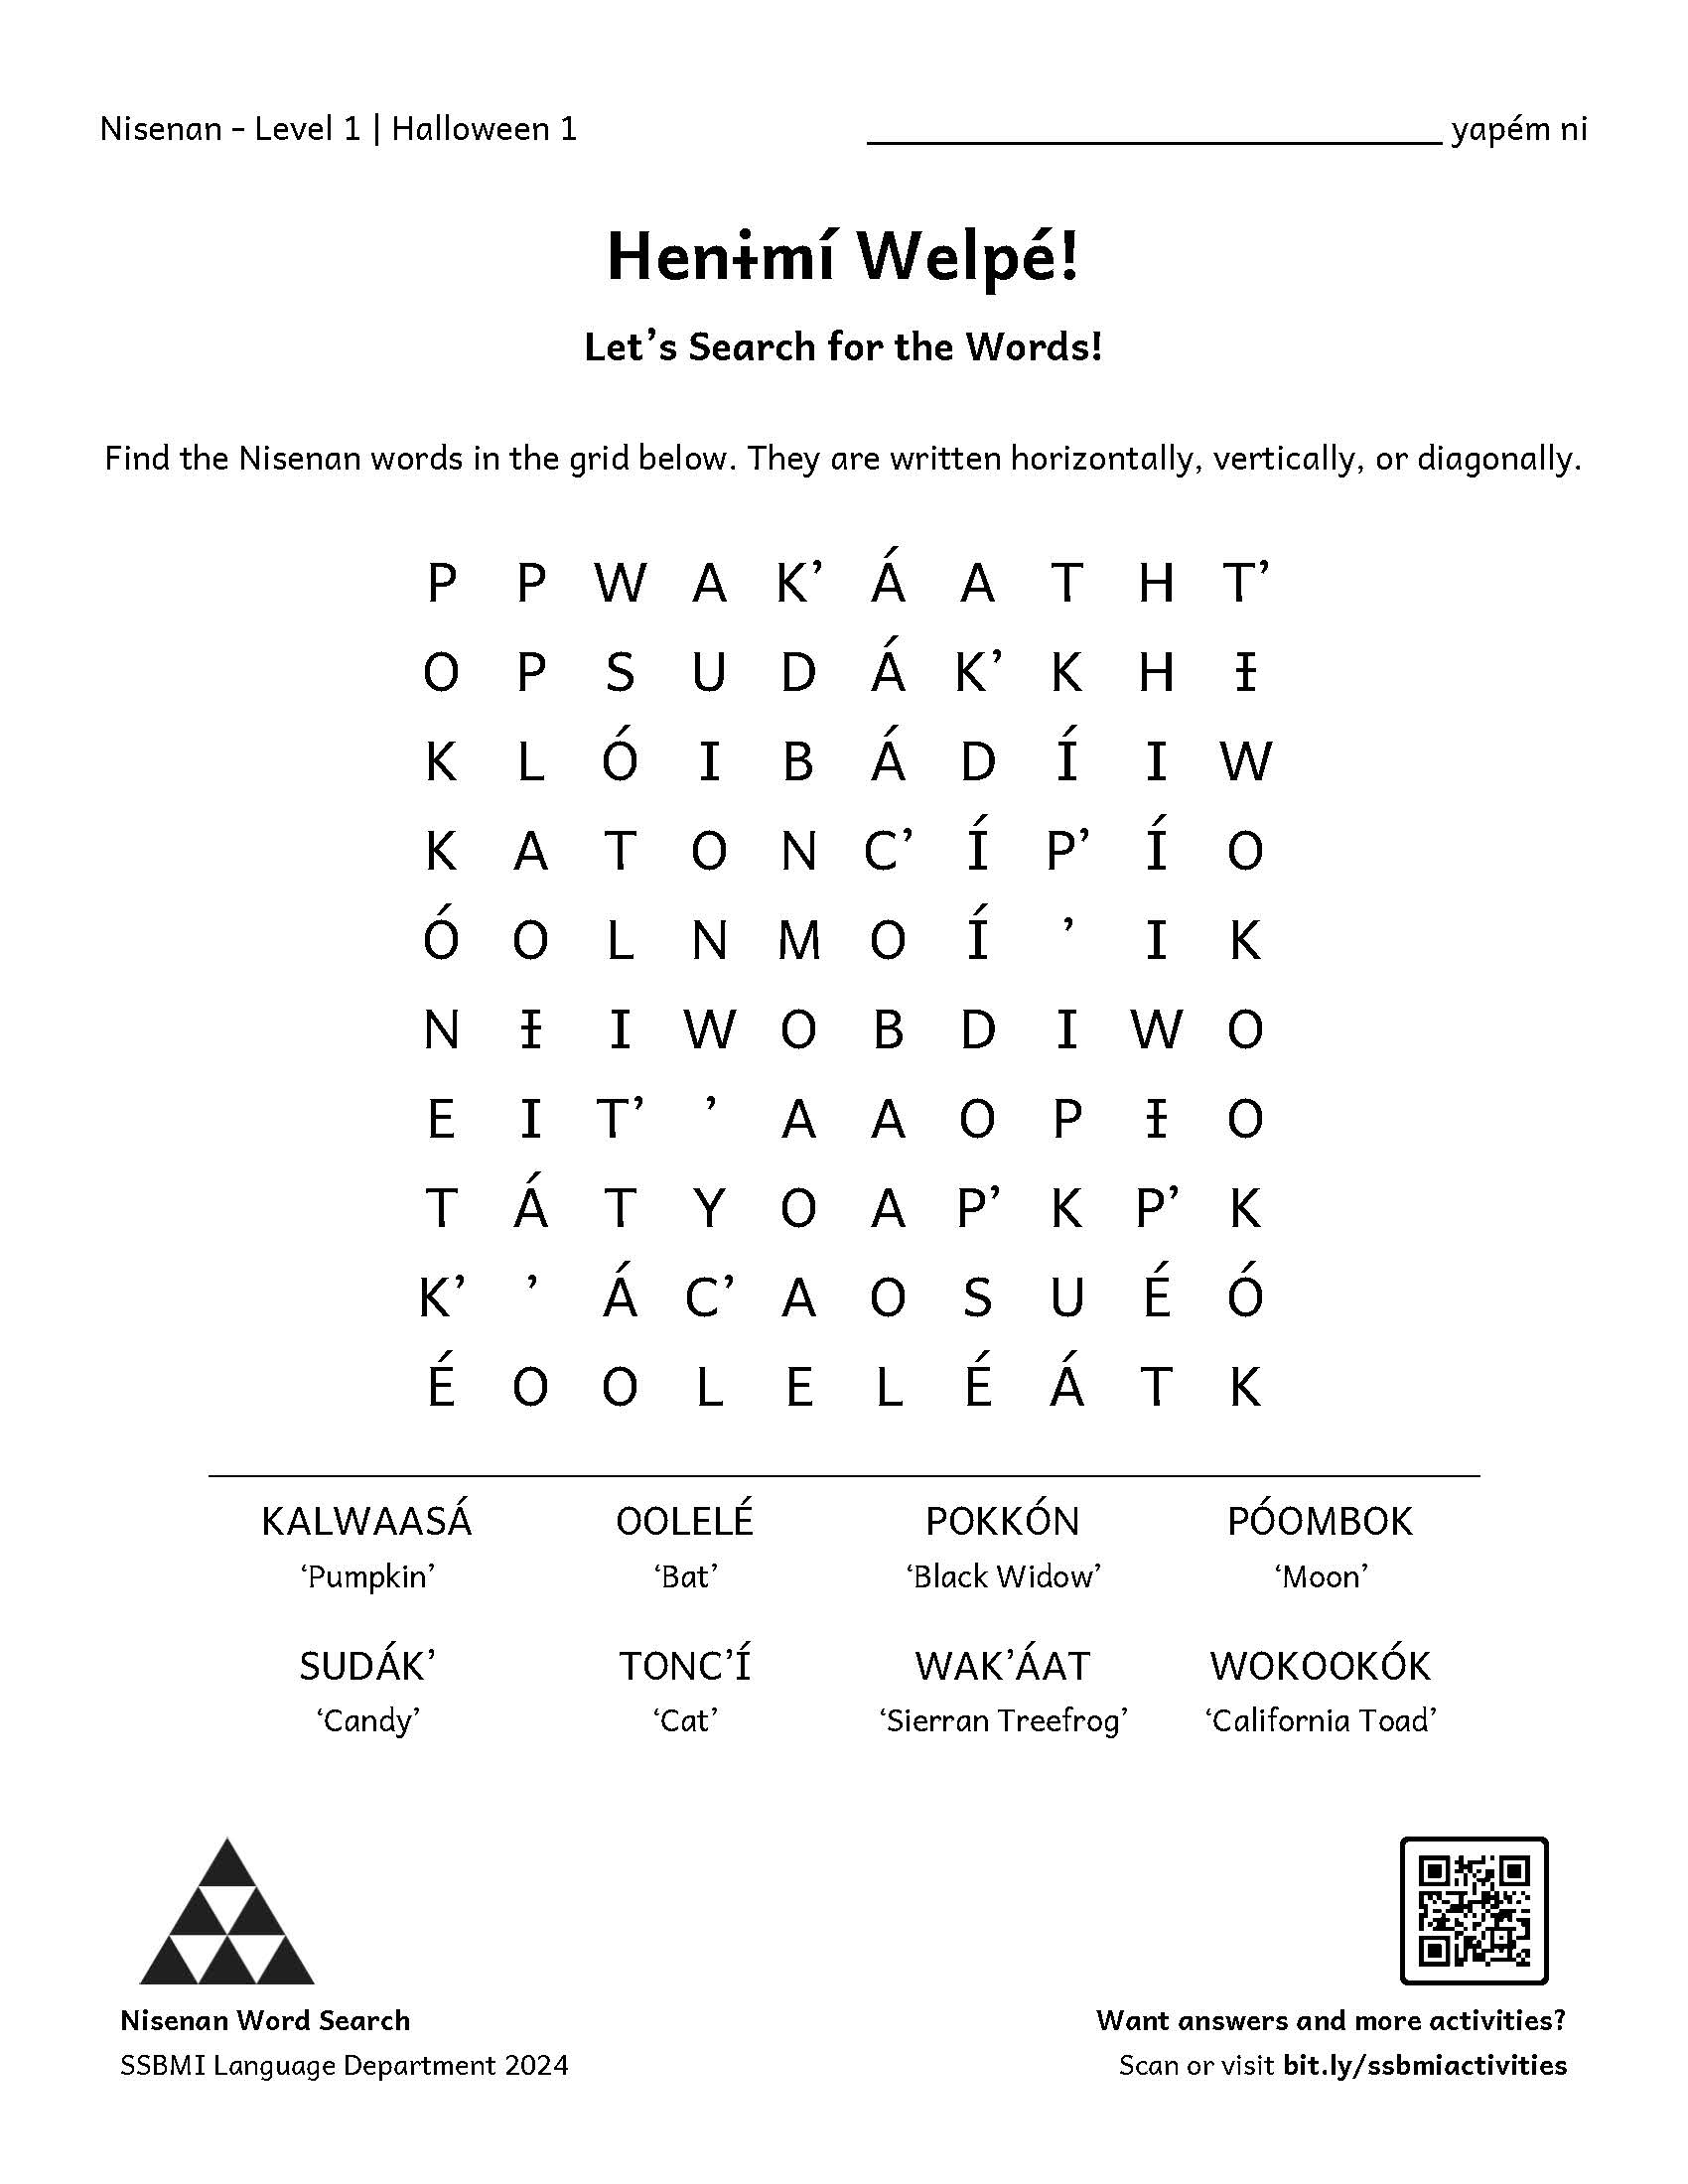 Nisenan – Level 1 | Halloween 1 ______________________________ yapém ni
Henɨmí Welpé!
Let’s Search for the Words!
Find the Nisenan words in the grid below. They are written horizontally, vertically, or diagonally.
P P W A K’ Á A T H T’
O P S U D Á K’ K H Ɨ
K L Ó I B Á D Í I W
K A T O N C’ Í P’ Í O
Ó O L N M O Í ’ I K
N Ɨ I W O B D I W O
E I T’ ’ A A O P Ɨ O
T Á T Y O A P’ K P’ K
K’ ’ Á C’ A O S U É Ó
É O O L E L É Á T K
KALWAASÁ OOLELÉ POKKÓN PÓOMBOK
‘Pumpkin’ ‘Bat’ ‘Black Widow’ ‘Moon’
SUDÁK’ TONC’Í WAK’ÁAT WOKOOKÓK
‘Candy’ ‘Cat’ ‘Sierran Treefrog’ ‘California Toad’
Nisenan Word Search
SSBMI Language Department 2024
Want answers and more activities?
Scan or visit bit.ly/ssbmiactivities